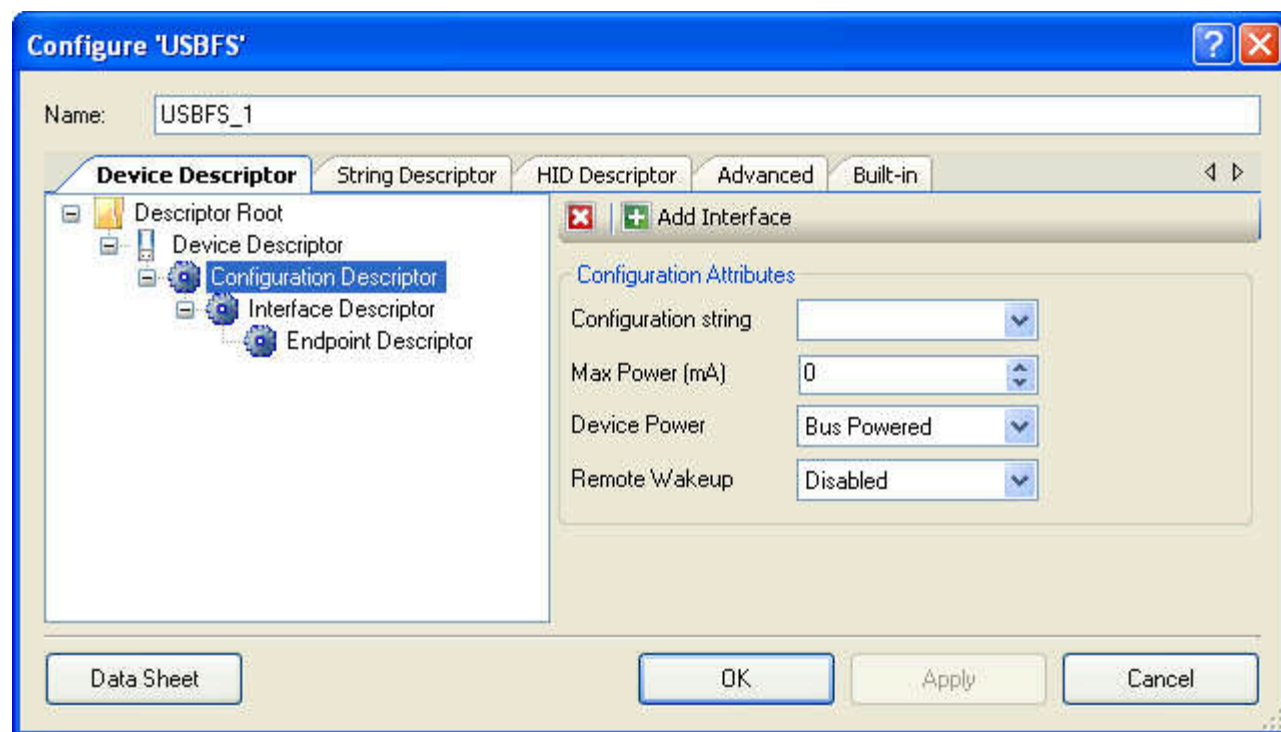 Configure 'USBFS'
Name: USBFS_1
Device Descriptor String Descriptor HID Descriptor Advanced Built-in
Descriptor Root
Device Descriptor
Configuration Descriptor
Interface Descriptor
Endpoint Descriptor
Add Interface
Configuration Attributes
Configuration string
Max Power (mA) 0
Device Power Bus Powered
Remote Wakeup Disabled
Data Sheet OK Apply Cancel